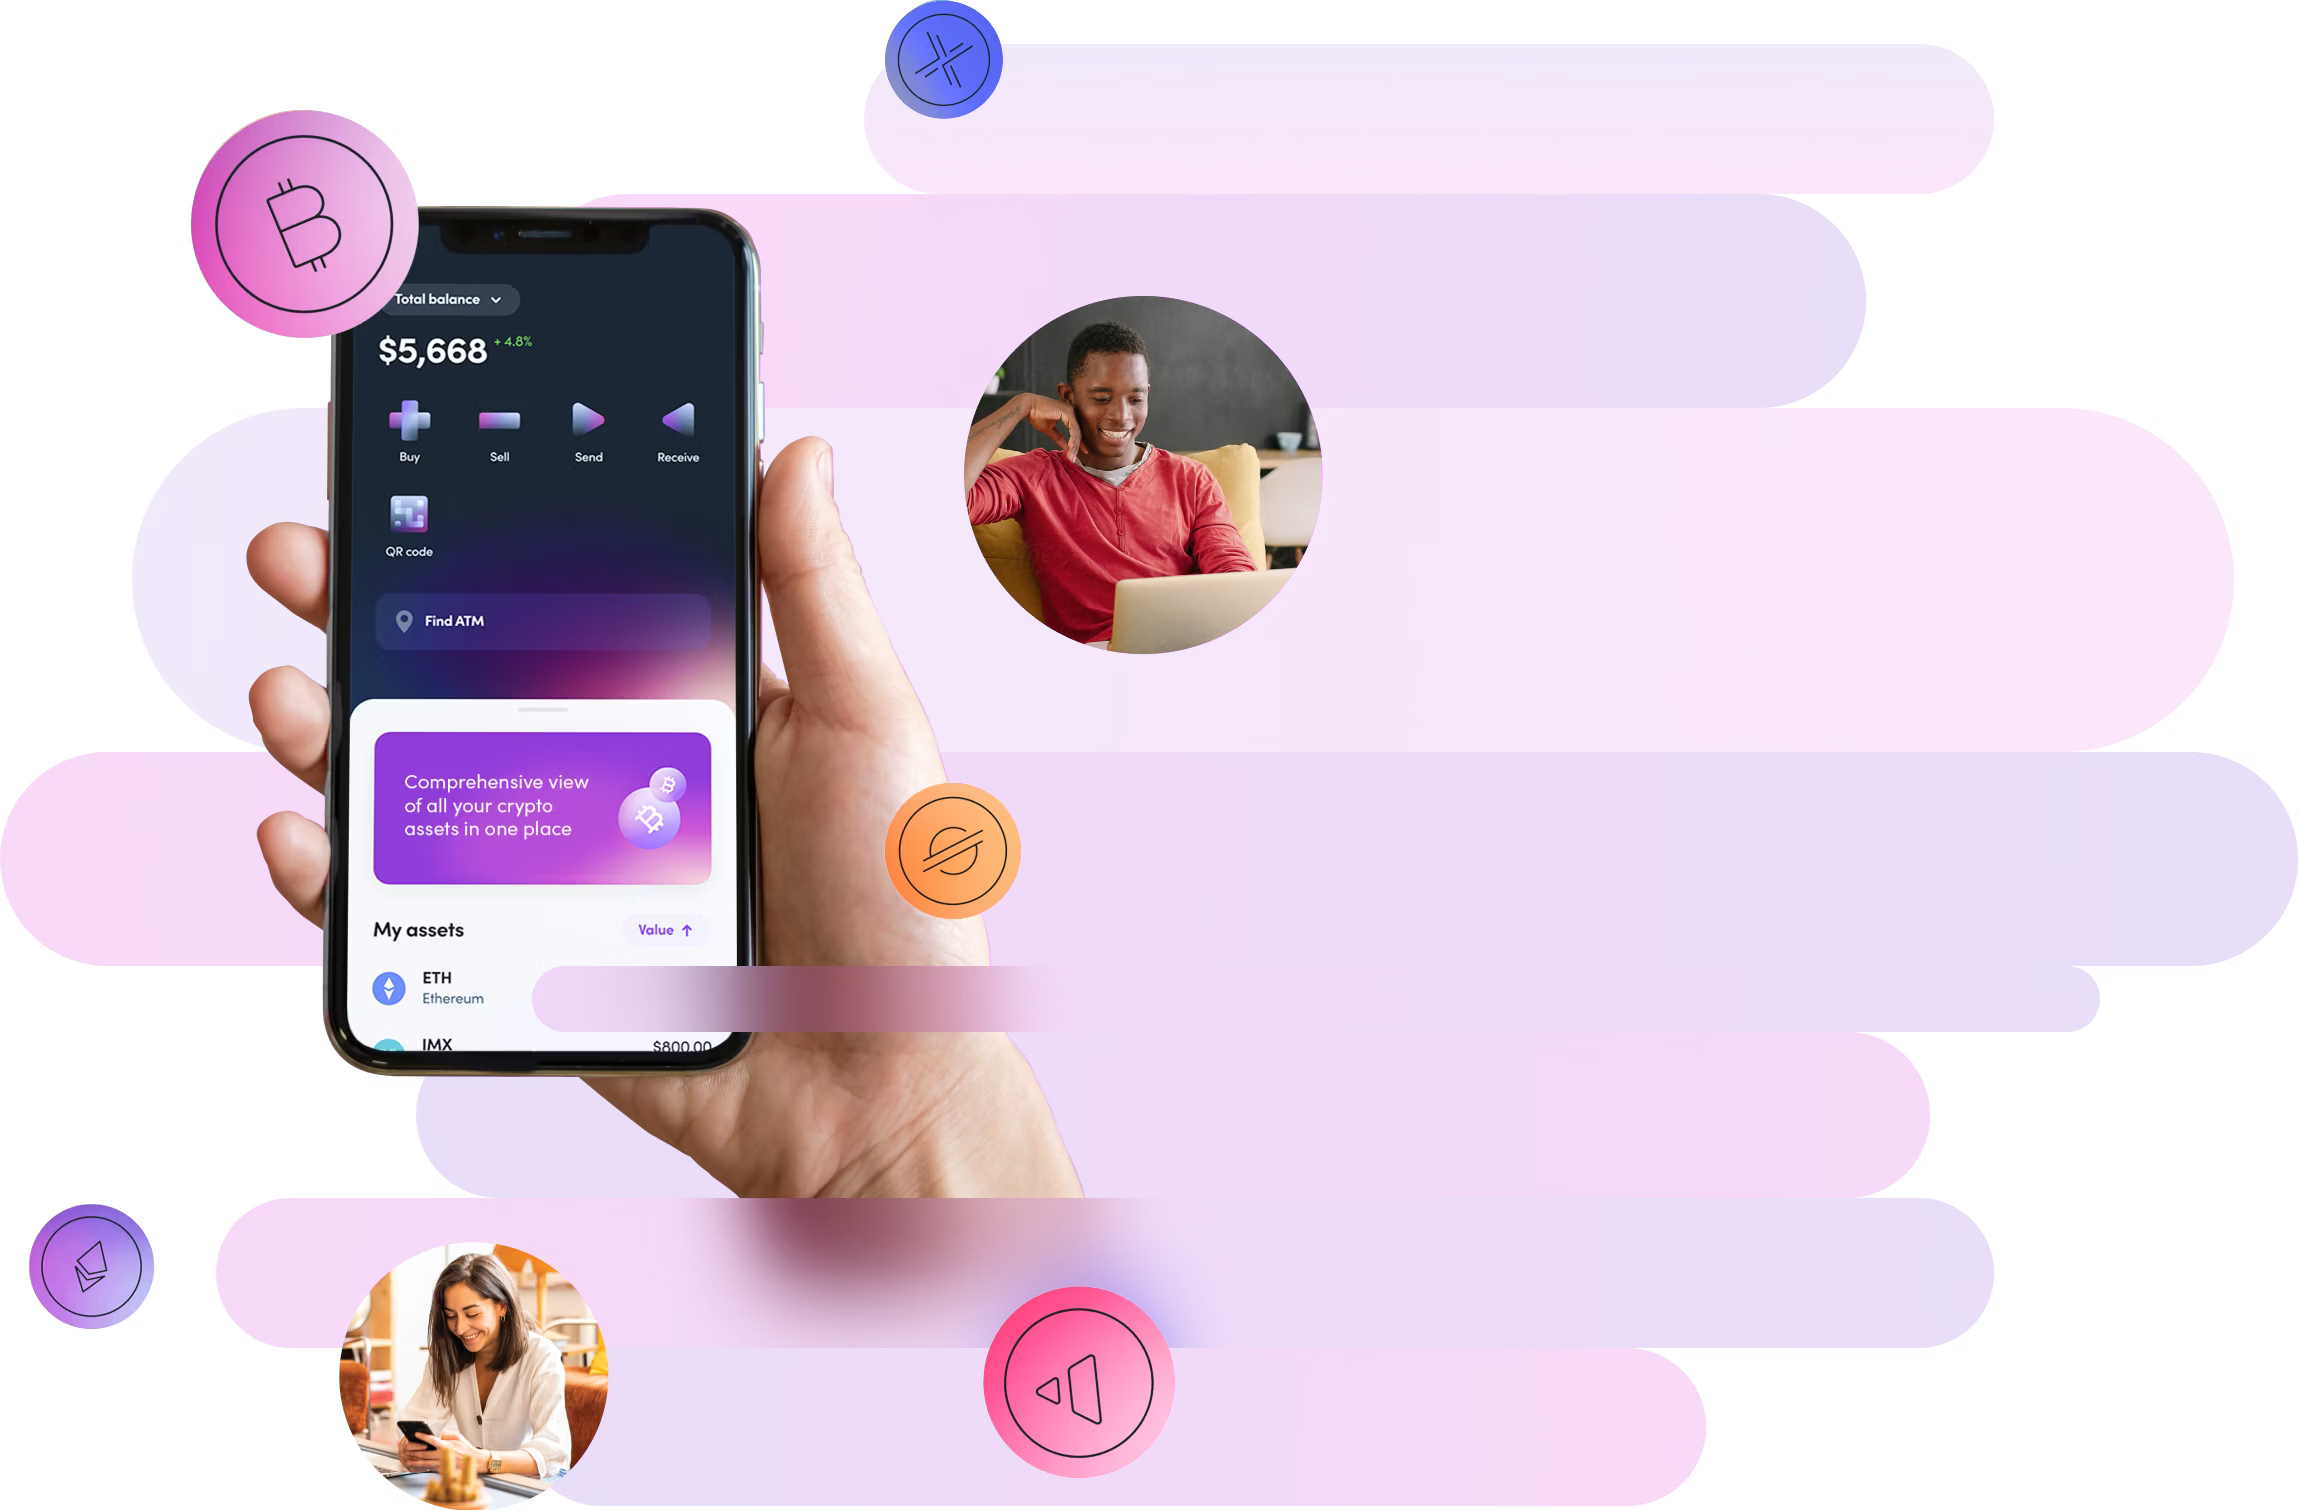 Total balance
$5,668 + 4.8%
Buy Sell Send Receive
QR code
Find ATM
Comprehensive view
of all your crypto
assets in one place
My assets Value ↑
ETH
Ethereum
IMX $800.00